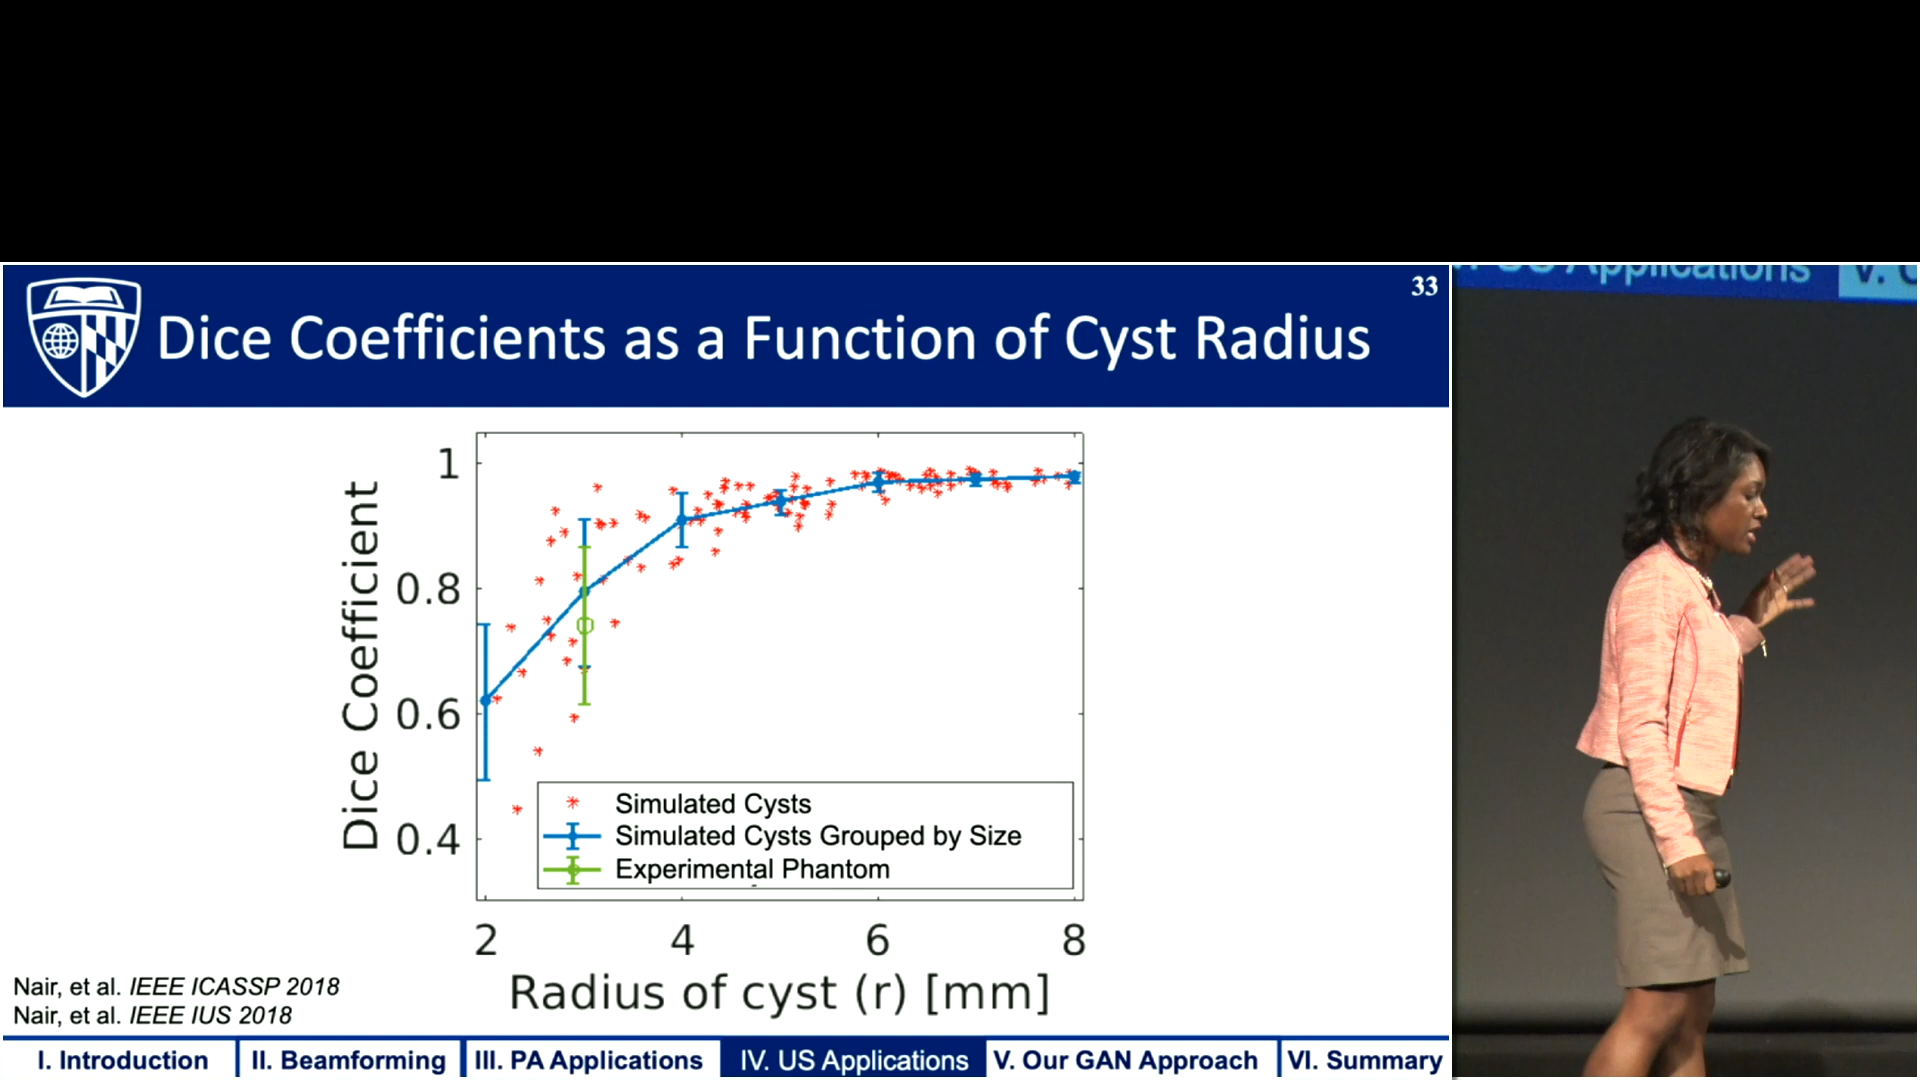 33
Dice Coefficients as a Function of Cyst Radius
1
0.8
0.6
0.4
Dice Coefficient
Simulated Cysts
Simulated Cysts Grouped by Size
Experimental Phantom
2 4 6 8
Radius of cyst (r) [mm]
Nair, et al. IEEE ICASSP 2018
Nair, et al. IEEE IUS 2018
I. Introduction II. Beamforming III. PA Applications IV. US Applications V. Our GAN Approach VI. Summary
US Applications V.